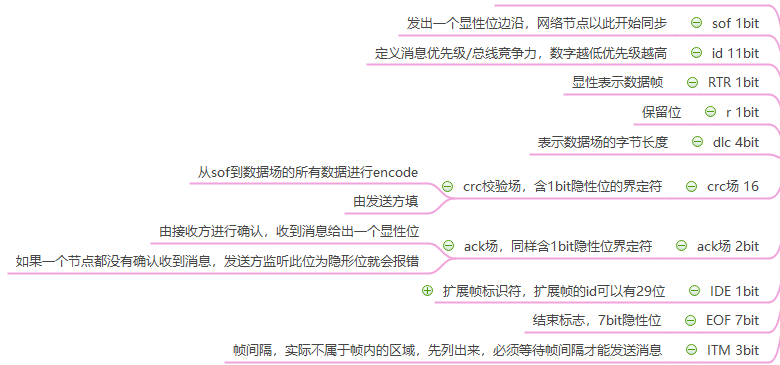 发出一个显性位边沿，网络节点以此开始同步 sof 1bit
定义消息优先级/总线竞争力，数字越低优先级越高 id 11bit
显性表示数据帧 RTR 1bit
保留位 r 1bit
表示数据场的字节长度 dlc 4bit
从sof到数据场的所有数据进行encode
crc校验场，含1bit隐性位的界定符 crc场 16
由发送方填
由接收方进行确认，收到消息给出一个显性位
ack场，同样含1bit隐性位界定符 ack场 2bit
如果一个节点都没有确认收到消息，发送方监听此位为隐形位就会报错
扩展帧标识符，扩展帧的id可以有29位 IDE 1bit
结束标志，7bit隐性位 EOF 7bit
帧间隔，实际不属于帧内的区域，先列出来，必须等待帧间隔才能发送消息 ITM 3bit